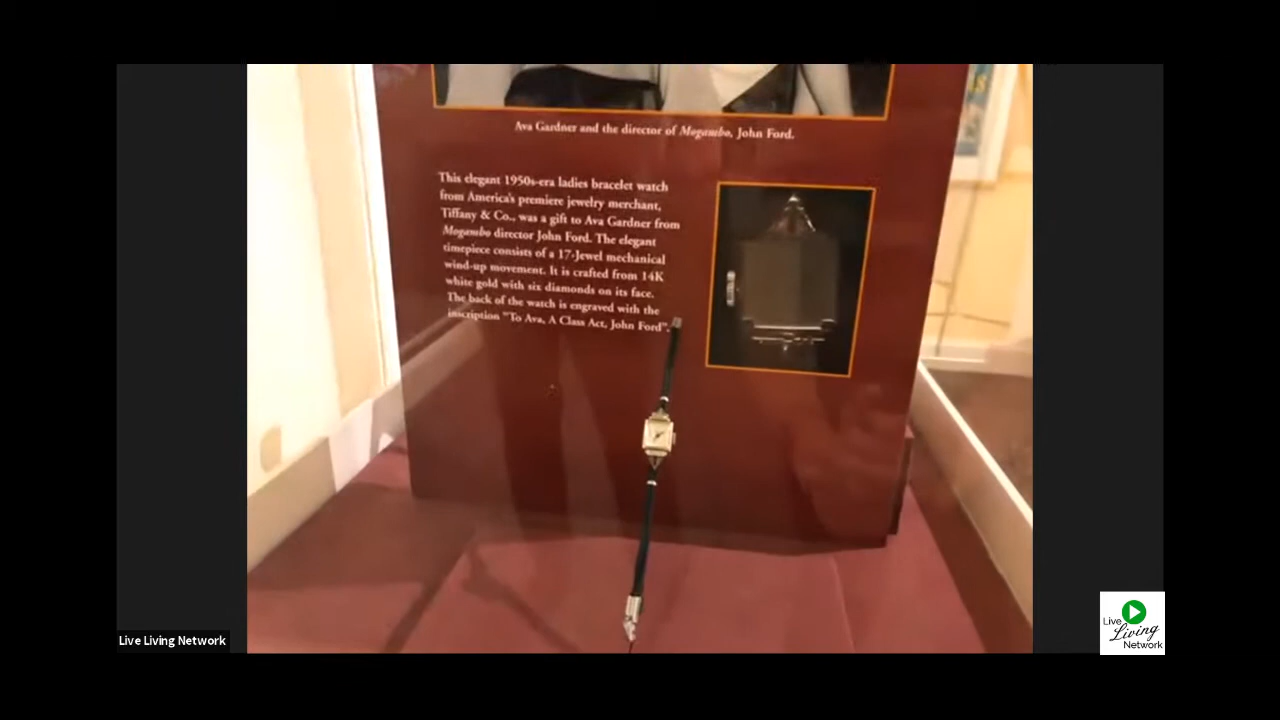 Ava Gardner and the director of Mogambo, John Ford.
This elegant 1950s-era ladies bracelet watch
from America's premiere jewelry merchant,
Tiffany & Co., was a gift to Ava Gardner from
Mogambo director John Ford. The elegant
timepiece consists of a 17-Jewel mechanical
wind-up movement. It is crafted from 14K
white gold with six diamonds on its face.
The back of the watch is engraved with the
inscription "To Ava, A Class Act, John Ford".
Live Living Network
Live
Living
Network